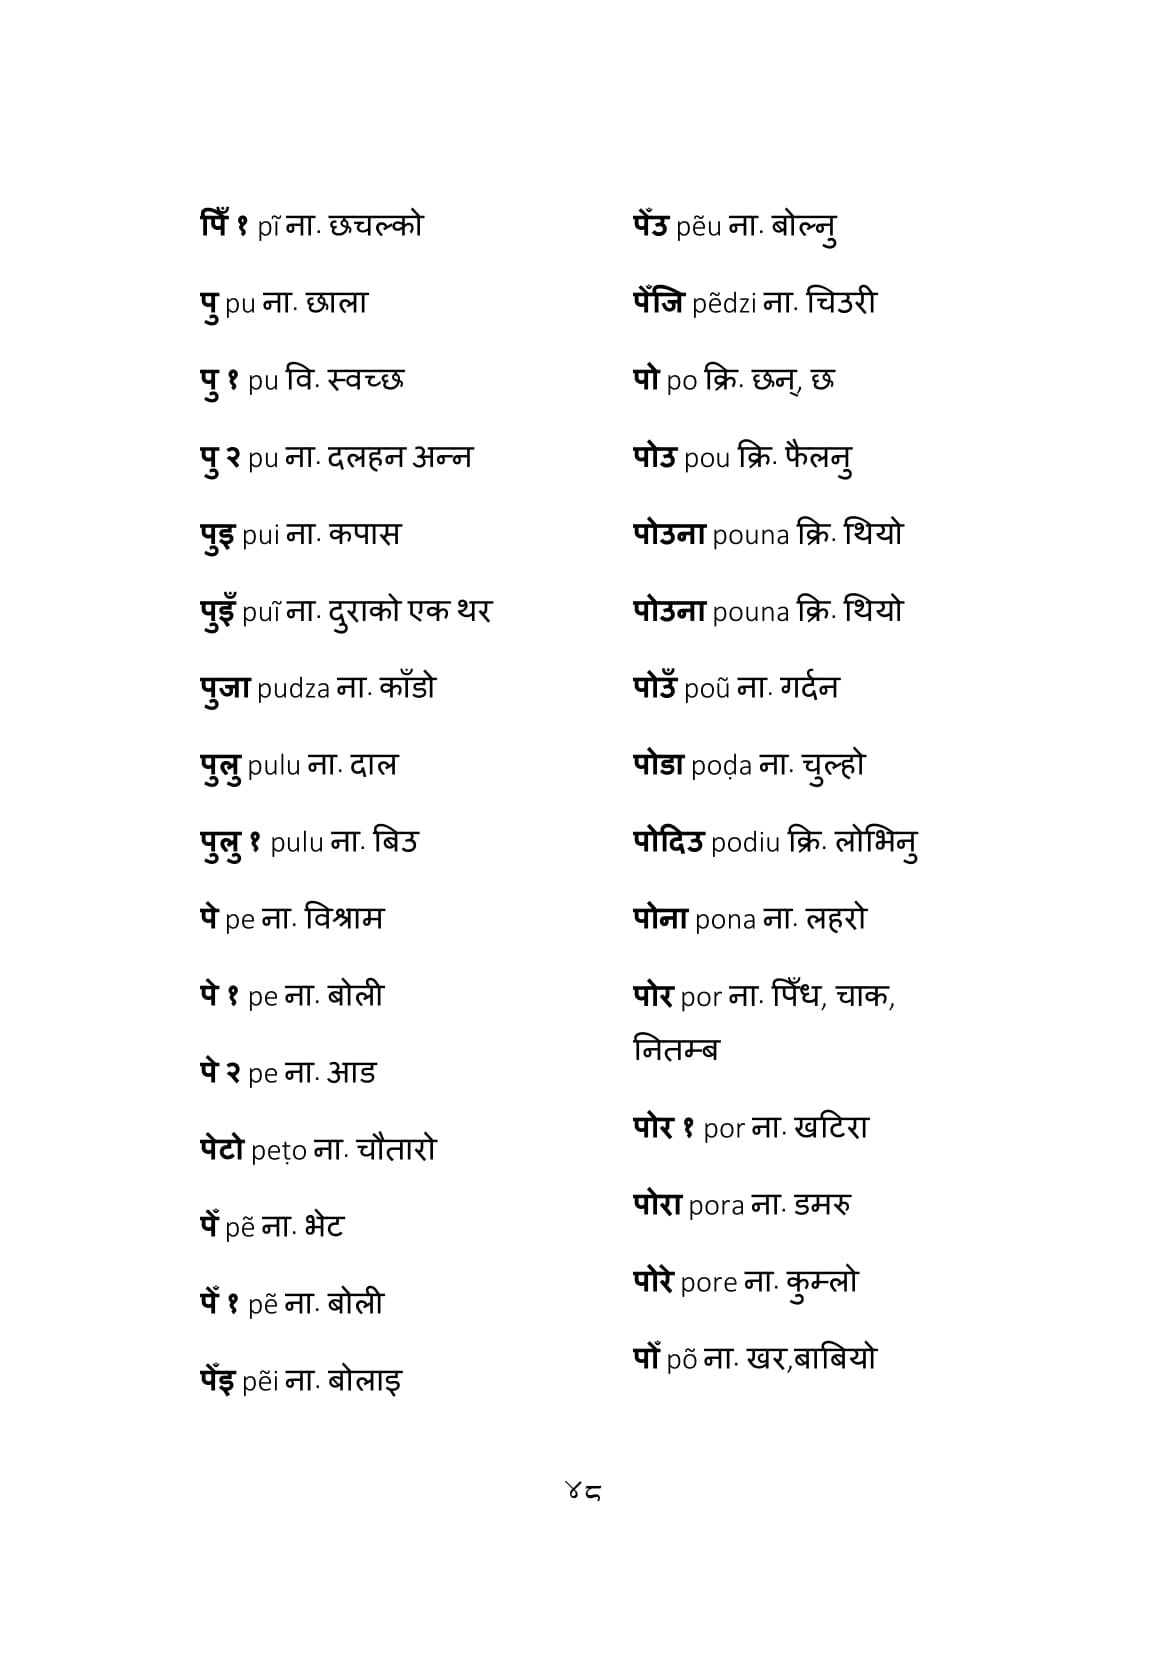 पिँ १ pĩ ना. छचल्को
पु pu ना. छाला
पु १ pu वि. स्वच्छ
पु २ pu ना. दलहन अन्न
पुइ pui ना. कपास
पुइँ puĩ ना. दुराको एक थर
पुजा pudza ना. काँडो
पुलु pulu ना. दाल
पुलु १ pulu ना. बिउ
पे pe ना. विश्राम
पे १ pe ना. बोली
पे २ pe ना. आड
पेटो peṭo ना. चौतारो
पेँ pẽ ना. भेट
पेँ १ pẽ ना. बोली
पेँइ pẽi ना. बोलाइ
पेँउ pẽu ना. बोल्नु
पेँजि pẽdzi ना. चिउरी
पो po क्रि. छन्, छ
पोउ pou क्रि. फैलनु
पोउना pouna क्रि. थियो
पोउना pouna क्रि. थियो
पोउँ poũ ना. गर्दन
पोडा poḍa ना. चुल्हो
पोदिउ podiu क्रि. लोभिनु
पोना pona ना. लहरो
पोर por ना. पिँध, चाक,
नितम्ब
पोर १ por ना. खटिरा
पोरा pora ना. डमरु
पोरे pore ना. कुम्लो
पोँ põ ना. खर,बाबियो
४८